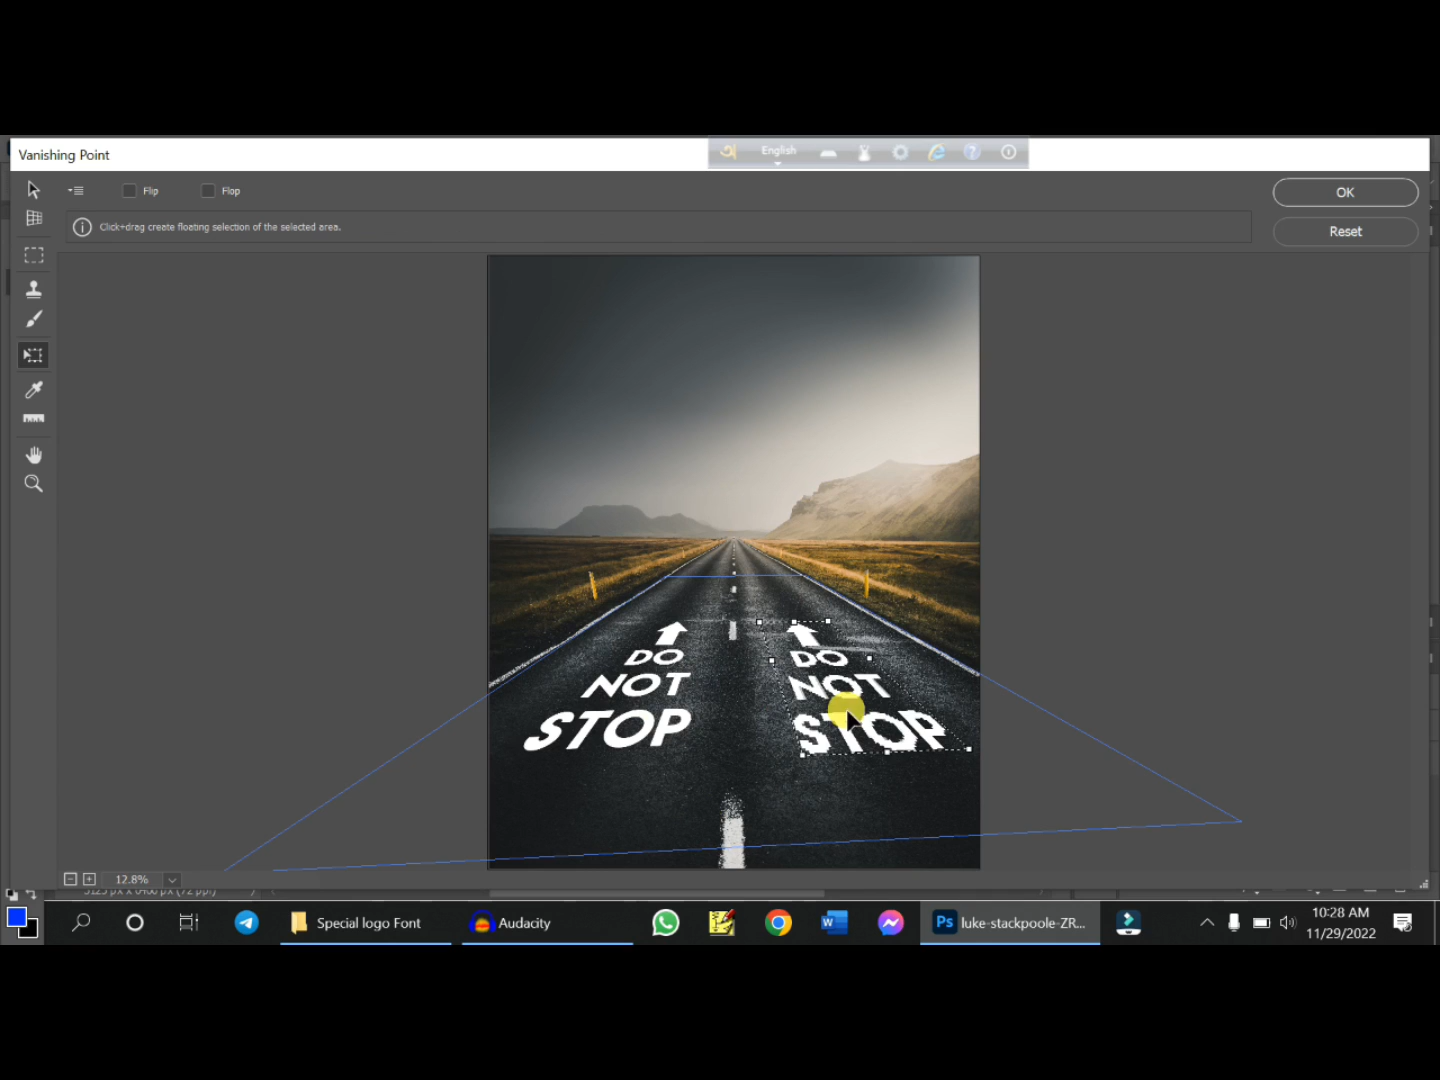 Vanishing Point
English
Flip
Flop
OK
Click+drag create floating selection of the selected area.
Reset
DO
NOT
STOP
DO
NOT
STOP
12.8%
Special logo Font
Audacity
W
Ps
luke-stackpoole-ZR...
10:28 AM
11/29/2022